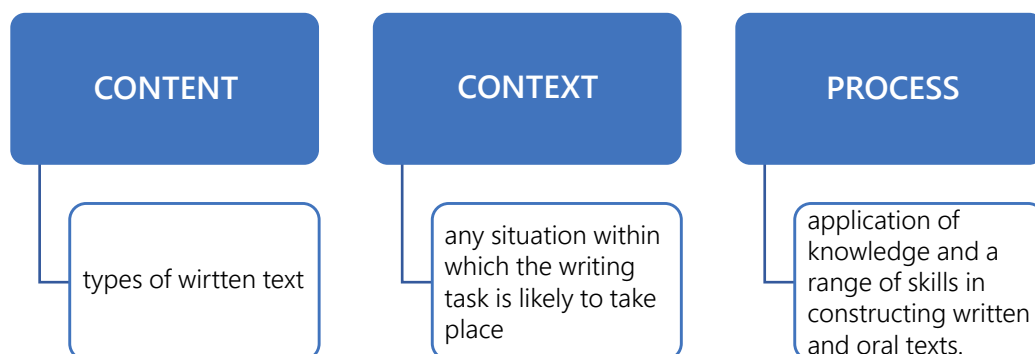 CONTENT
types of wirtten text
CONTEXT
any situation within
which the writing
task is likely to take
place
PROCESS
application of
knowledge and a
range of skills in
constructing written
and oral texts.